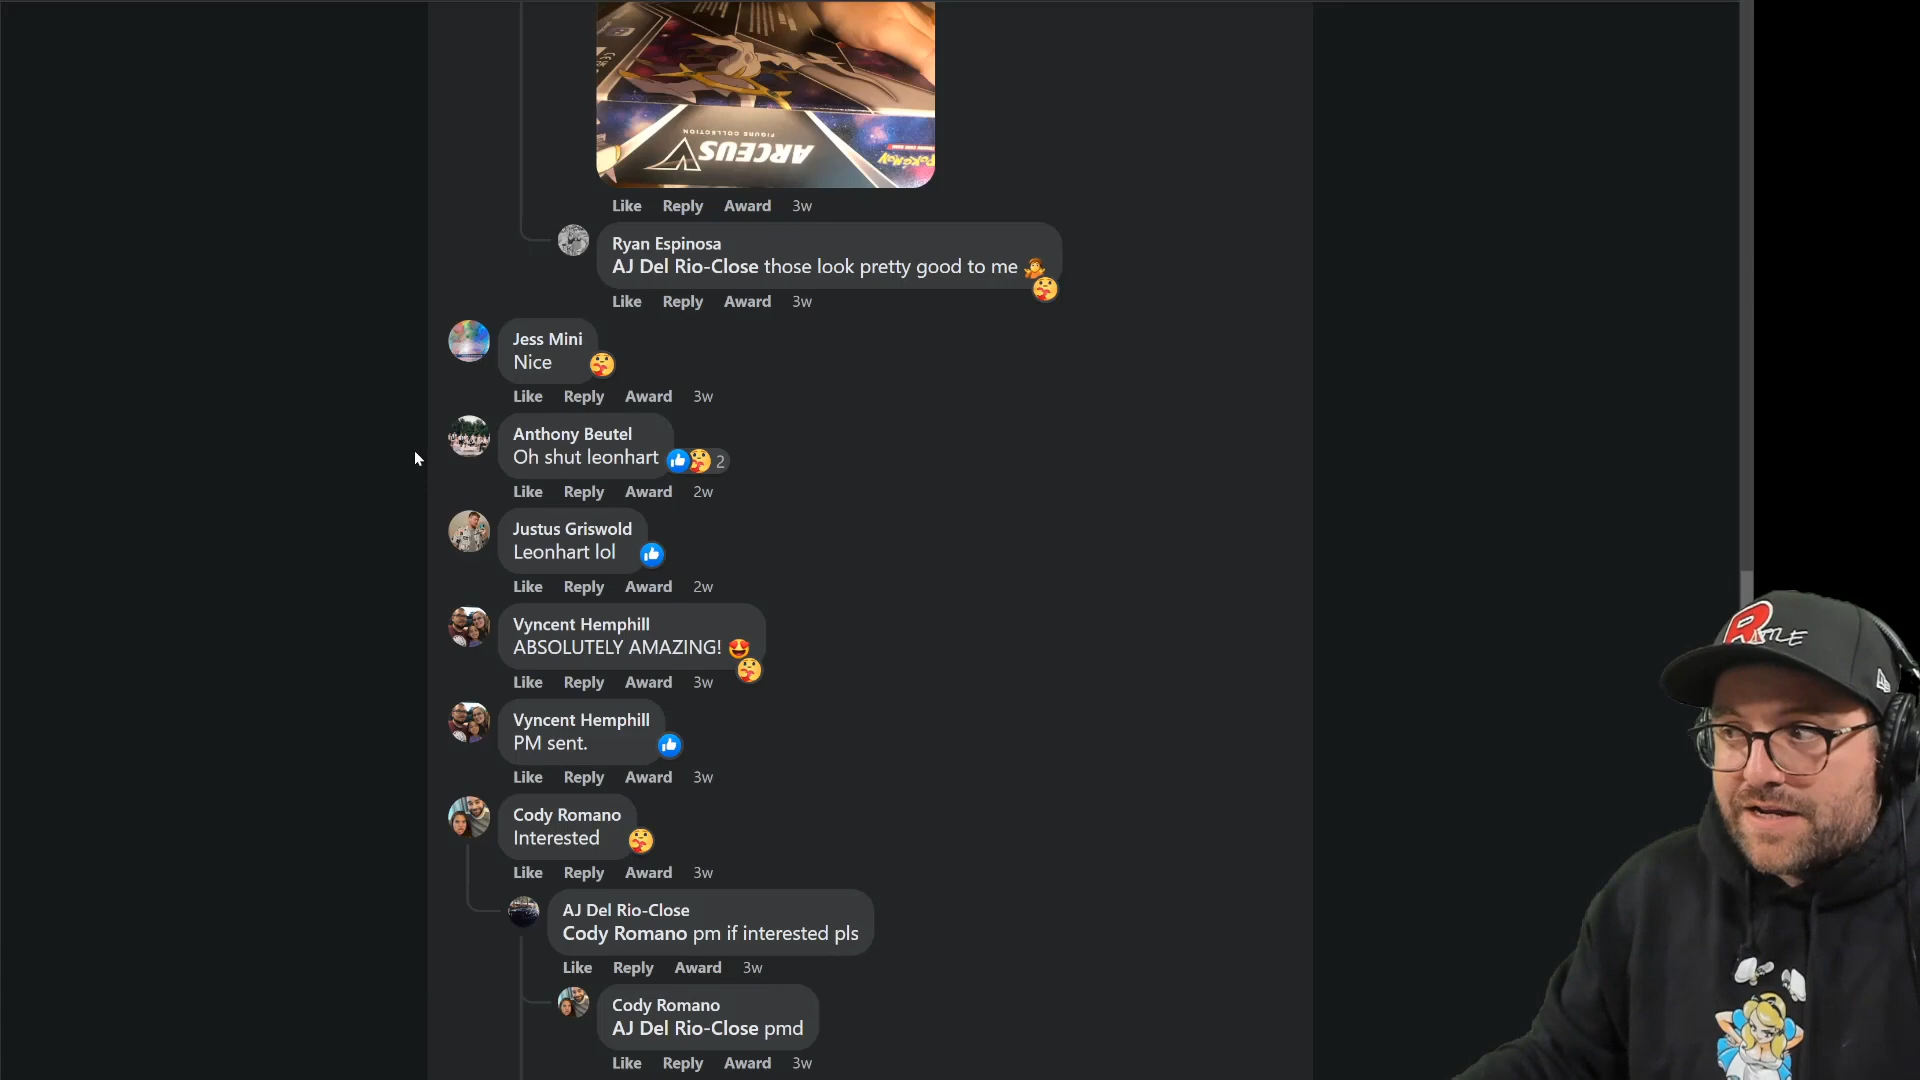 FIGURE COLLECTION
ARCEUS V
POKÉMON
Like Reply Award 3w
Ryan Espinosa
AJ Del Rio-Close those look pretty good to me
Like Reply Award 3w
Jess Mini
Nice
Like Reply Award 3w
Anthony Beutel
Oh shut leonhart
2
Like Reply Award 2w
Justus Griswold
Leonhart lol
Like Reply Award 2w
Vyncent Hemphill
ABSOLUTELY AMAZING!
Like Reply Award 3w
Vyncent Hemphill
PM sent.
Like Reply Award 3w
Cody Romano
Interested
Like Reply Award 3w
AJ Del Rio-Close
Cody Romano pm if interested pls
Like Reply Award 3w
Cody Romano
AJ Del Rio-Close pmd
Like Reply Award 3w